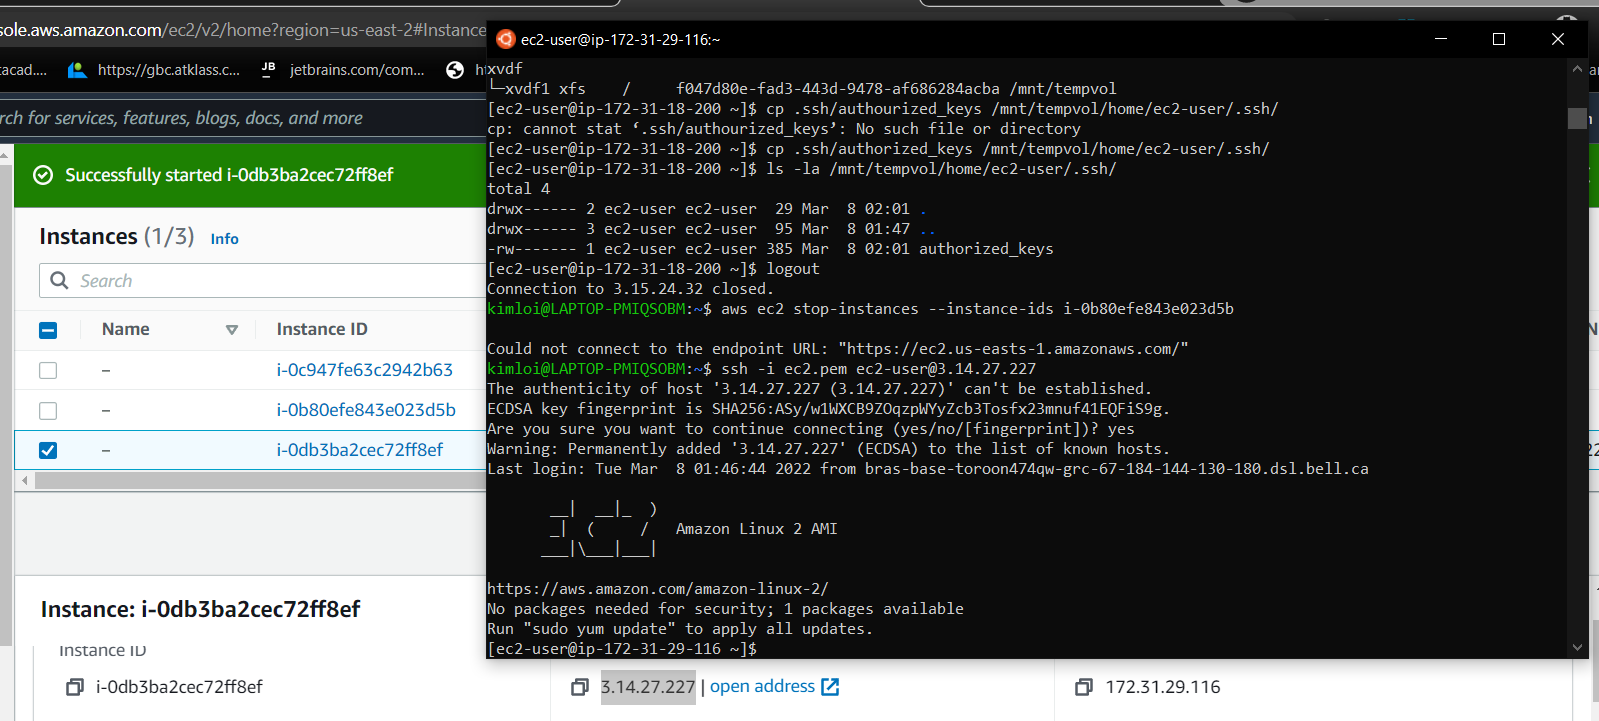 sole.aws.amazon.com/ec2/v2/home?region=us-east-2#Instance
tacad....
https://gbc.atklass.c...
JB
jetbrains.com/com...
ht
rch for services, features, blogs, docs, and more
Successfully started i-0db3ba2cec72ff8ef
Instances (1/3) Info
Search
Name
Instance ID
–
i-0c947fe63c2942b63
–
i-0b80efe843e023d5b
–
i-0db3ba2cec72ff8ef
Instance: i-0db3ba2cec72ff8ef
Instance ID
i-0db3ba2cec72ff8ef
3.14.27.227 | open address
172.31.29.116
ec2-user@ip-172-31-29-116:~
xvdf
└─xvdf1 xfs / f047d80e-fad3-443d-9478-af686284acba /mnt/tempvol
[ec2-user@ip-172-31-18-200 ~]$ cp .ssh/authourized_keys /mnt/tempvol/home/ec2-user/.ssh/
cp: cannot stat ‘.ssh/authourized_keys’: No such file or directory
[ec2-user@ip-172-31-18-200 ~]$ cp .ssh/authorized_keys /mnt/tempvol/home/ec2-user/.ssh/
[ec2-user@ip-172-31-18-200 ~]$ ls -la /mnt/tempvol/home/ec2-user/.ssh/
total 4
drwx------ 2 ec2-user ec2-user 29 Mar 8 02:01 .
drwx------ 3 ec2-user ec2-user 95 Mar 8 01:47 ..
-rw------- 1 ec2-user ec2-user 385 Mar 8 02:01 authorized_keys
[ec2-user@ip-172-31-18-200 ~]$ logout
Connection to 3.15.24.32 closed.
kimloi@LAPTOP-PMIQSOBM:~$ aws ec2 stop-instances --instance-ids i-0b80efe843e023d5b
Could not connect to the endpoint URL: "https://ec2.us-easts-1.amazonaws.com/"
kimloi@LAPTOP-PMIQSOBM:~$ ssh -i ec2.pem ec2-user@3.14.27.227
The authenticity of host '3.14.27.227 (3.14.27.227)' can't be established.
ECDSA key fingerprint is SHA256:ASy/w1WXCB9ZOqzpWYyZcb3Tosfx23mnuf41EQFiS9g.
Are you sure you want to continue connecting (yes/no/[fingerprint])? yes
Warning: Permanently added '3.14.27.227' (ECDSA) to the list of known hosts.
Last login: Tue Mar 8 01:46:44 2022 from bras-base-toroon474qw-grc-67-184-144-130-180.dsl.bell.ca
__| __|_ )
_| ( / Amazon Linux 2 AMI
___|\___|___|
https://aws.amazon.com/amazon-linux-2/
No packages needed for security; 1 packages available
Run "sudo yum update" to apply all updates.
[ec2-user@ip-172-31-29-116 ~]$